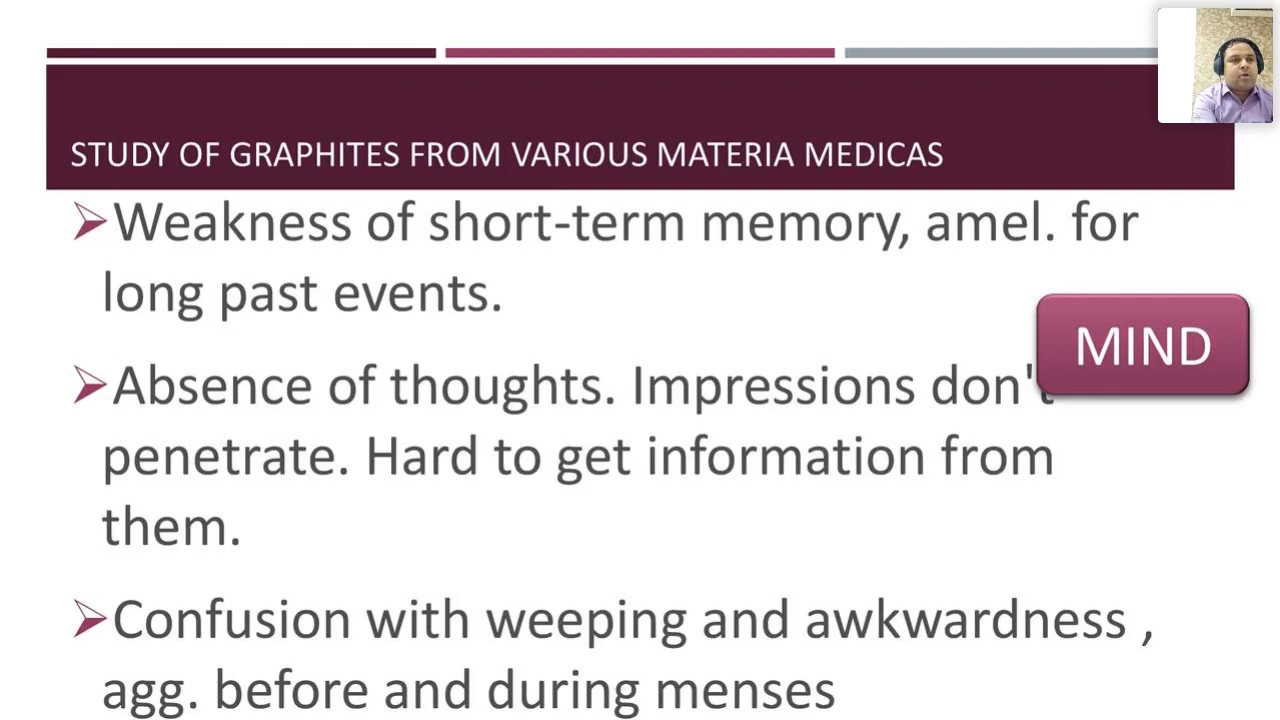 STUDY OF GRAPHITES FROM VARIOUS MATERIA MEDICAS
Weakness of short-term memory, amel. for
long past events.
MIND
Absence of thoughts. Impressions don't
penetrate. Hard to get information from
them.
Confusion with weeping and awkwardness ,
agg. before and during menses